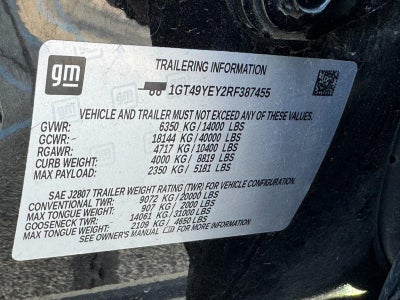 gm
TRAILERING INFORMATION
1GT49YEY2RF387455
VEHICLE AND TRAILER MUST NOT EXCEED ANY OF THESE
GVWR: 6350 KG/14000 LBS
GCWR: 18144 KG/40000 LBS
RGAWR: 4717 KG/10400 LBS
CURB WEIGHT: 4000 KG/ 8819 LBS
MAX PAYLOAD: 2350 KG/ 5181 LBS
SAE J2807 TRAILER WEIGHT RATING (TWR) FOR VEHICLE CONFIGURATION.
CONVENTIONAL TWR: 9072 KG/20000 LBS
MAX TONGUE WEIGHT: 907 KG/ 2000 LBS
GOOSENECK TWR: 14061 KG/31000 LBS
MAX TONGUE WEIGHT: 2109 KG/ 4650 LBS
SEE OWNER'S MANUAL FOR MORE INFORMATION